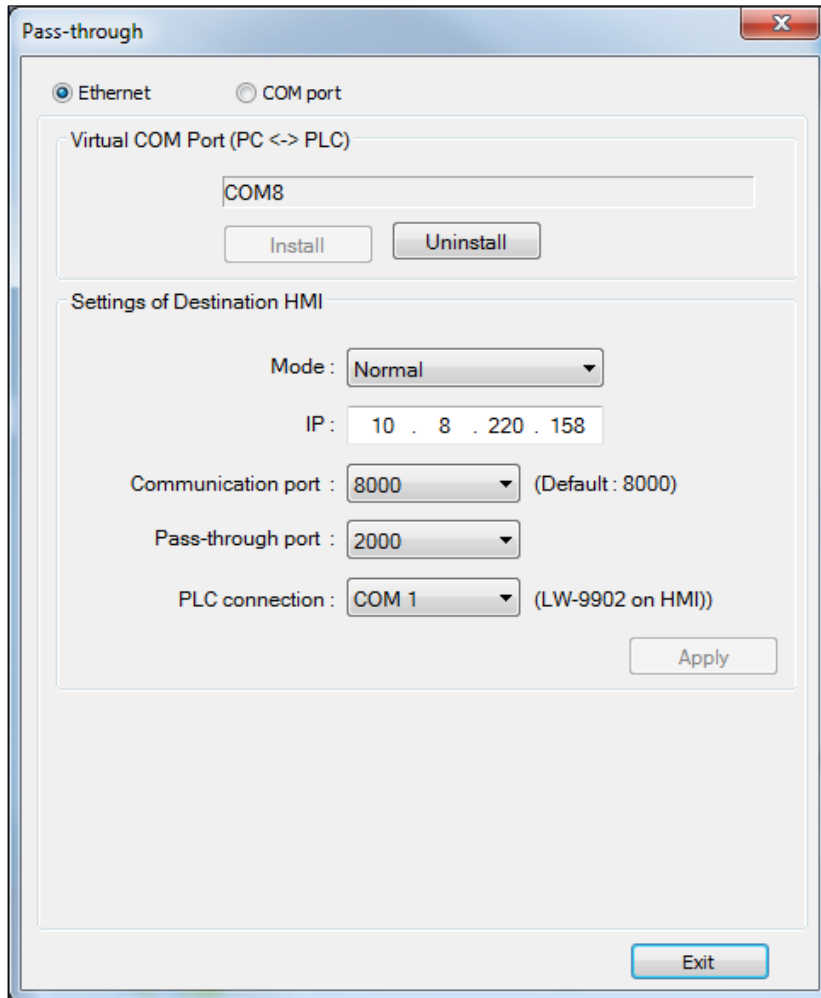 Pass-through
Ethernet COM port
Virtual COM Port (PC <-> PLC)
COM8
Install Uninstall
Settings of Destination HMI
Mode : Normal
IP : 10 . 8 . 220 . 158
Communication port : 8000 (Default : 8000)
Pass-through port : 2000
PLC connection : COM 1 (LW-9902 on HMI))
Apply
Exit